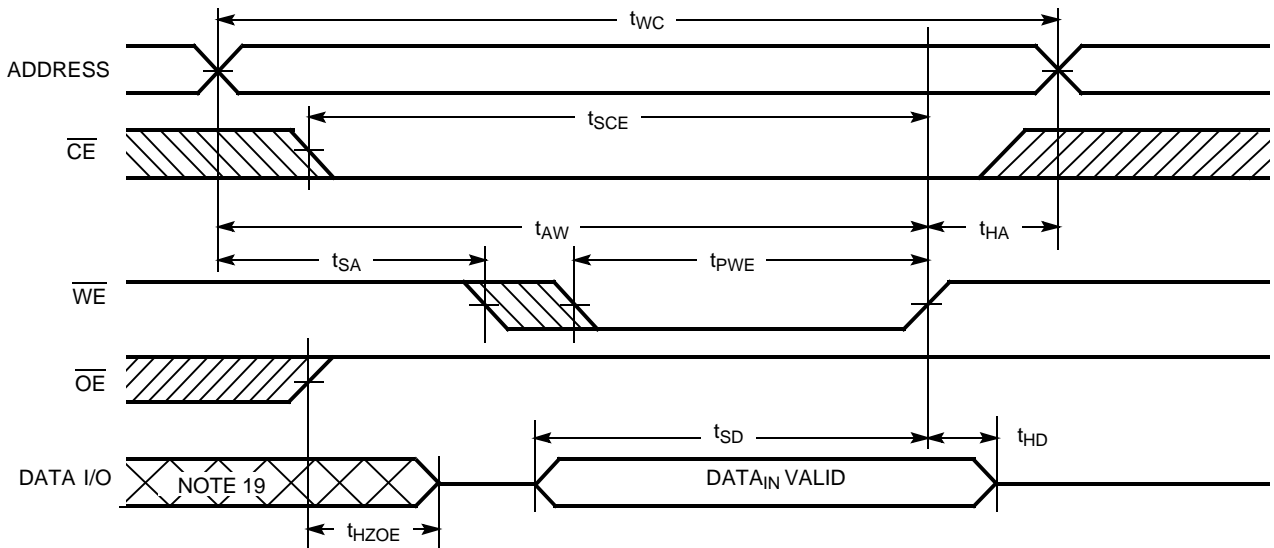 tWC
ADDRESS
tSCE
CE
tAW
tHA
tSA
tPWE
WE
OE
tSD
tHD
DATA I/O
NOTE 19
DATAIN VALID
tHZOE